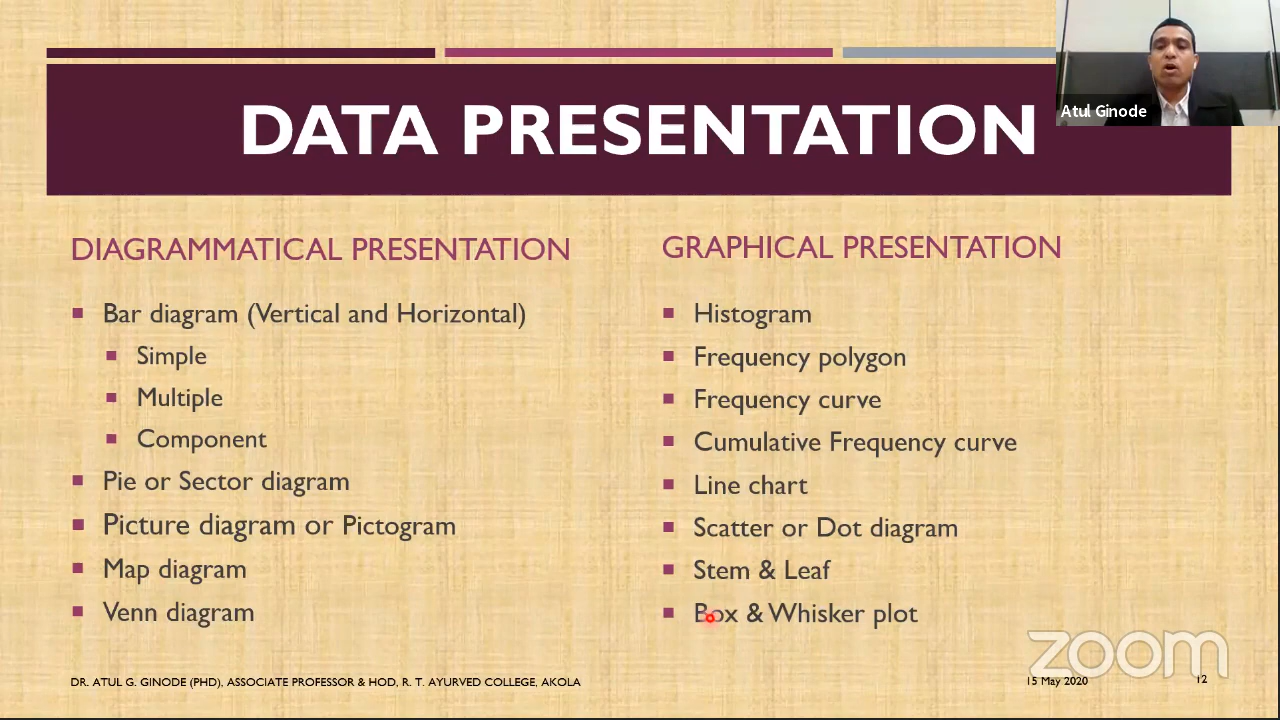 DATA PRESENTATION
Atul Ginode
DIAGRAMMATICAL PRESENTATION
Bar diagram (Vertical and Horizontal)
Simple
Multiple
Component
Pie or Sector diagram
Picture diagram or Pictogram
Map diagram
Venn diagram
GRAPHICAL PRESENTATION
Histogram
Frequency polygon
Frequency curve
Cumulative Frequency curve
Line chart
Scatter or Dot diagram
Stem & Leaf
Box & Whisker plot
zoom
DR. ATUL G. GINODE (PHD), ASSOCIATE PROFESSOR & HOD, R. T. AYURVED COLLEGE, AKOLA
15 May 2020
12